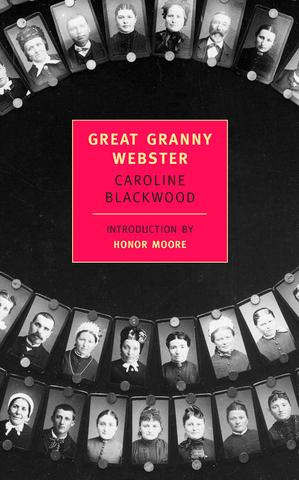 GREAT GRANNY
WEBSTER
CAROLINE
BLACKWOOD
INTRODUCTION BY
HONOR MOORE